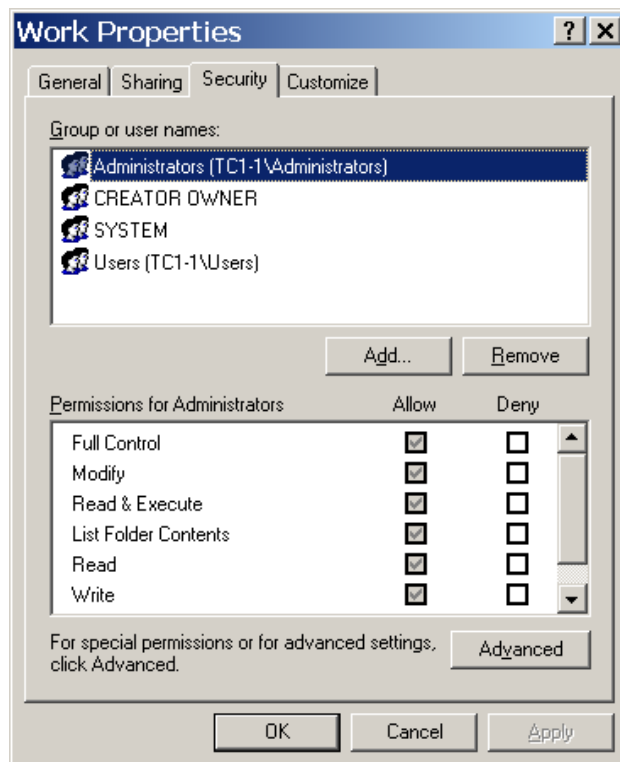 Work Properties
General Sharing Security Customize
Group or user names:
Administrators (TC1-1\Administrators)
CREATOR OWNER
SYSTEM
Users (TC1-1\Users)
Add... Remove
Permissions for Administrators Allow Deny
Full Control
Modify
Read & Execute
List Folder Contents
Read
Write
For special permissions or for advanced settings, click Advanced. Advanced
OK Cancel Apply